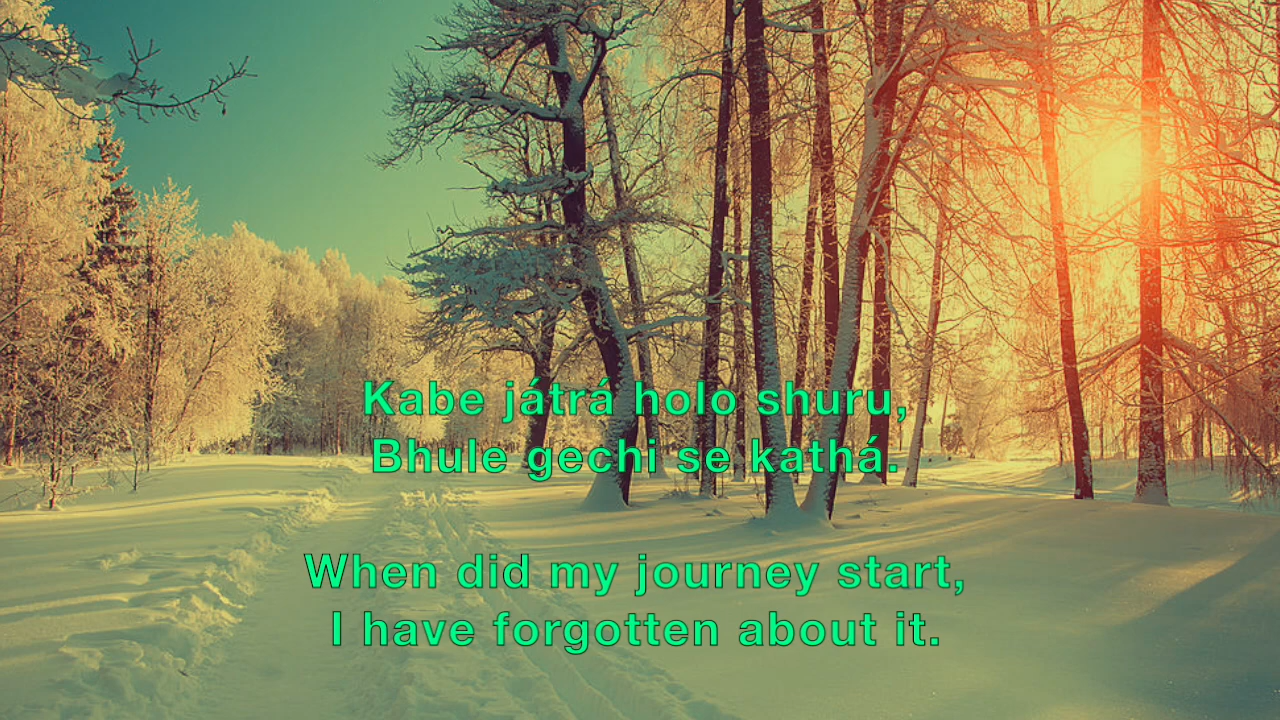 Kabe játrá holo shuru,
Bhule gechi se kathá.
When did my journey start,
I have forgotten about it.